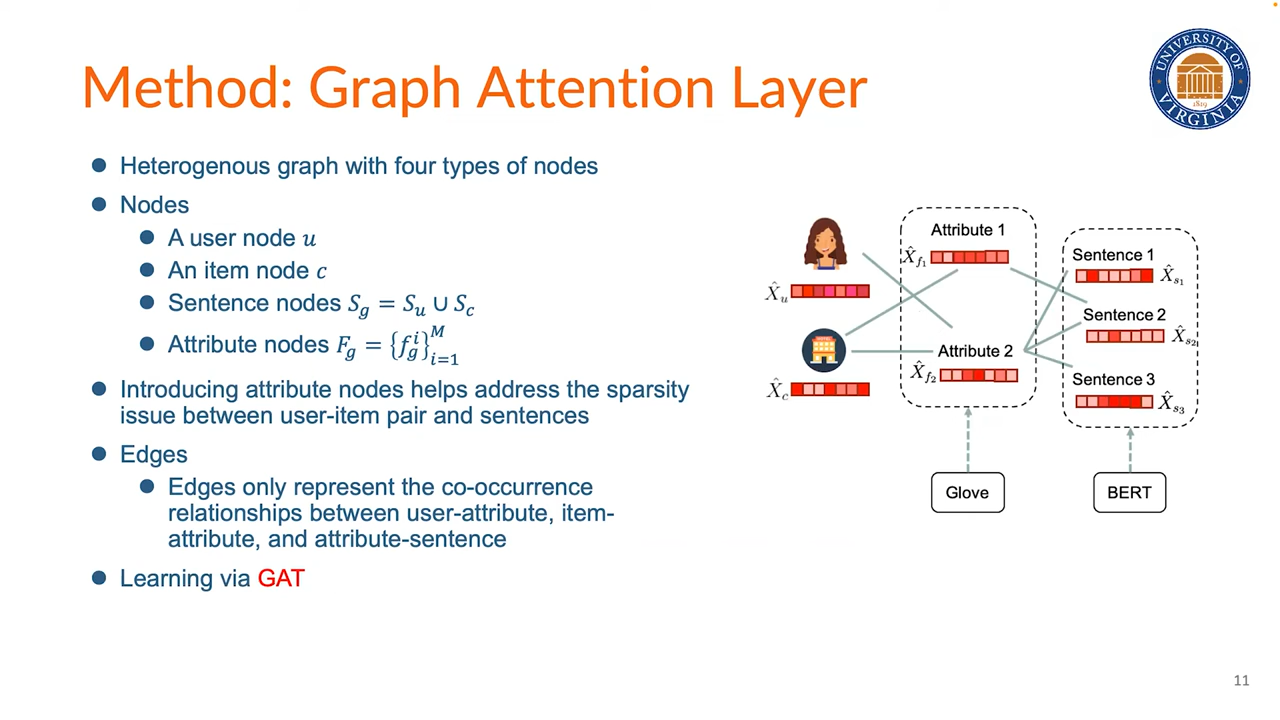 Method: Graph Attention Layer
UNIVERSITY OF
VIRGINIA
1819
● Heterogenous graph with four types of nodes
● Nodes
● A user node u
● An item node c
● Sentence nodes S_g = S_u ∪ S_c
● Attribute nodes F_g = {f_g^i}_{i=1}^M
● Introducing attribute nodes helps address the sparsity
issue between user-item pair and sentences
● Edges
● Edges only represent the co-occurrence
relationships between user-attribute, item-
attribute, and attribute-sentence
● Learning via GAT
X̂_u
X̂_c
Attribute 1
X̂_{f_1}
Attribute 2
X̂_{f_2}
Sentence 1
X̂_{s_1}
Sentence 2
X̂_{s_2}
Sentence 3
X̂_{s_3}
Glove
BERT
11